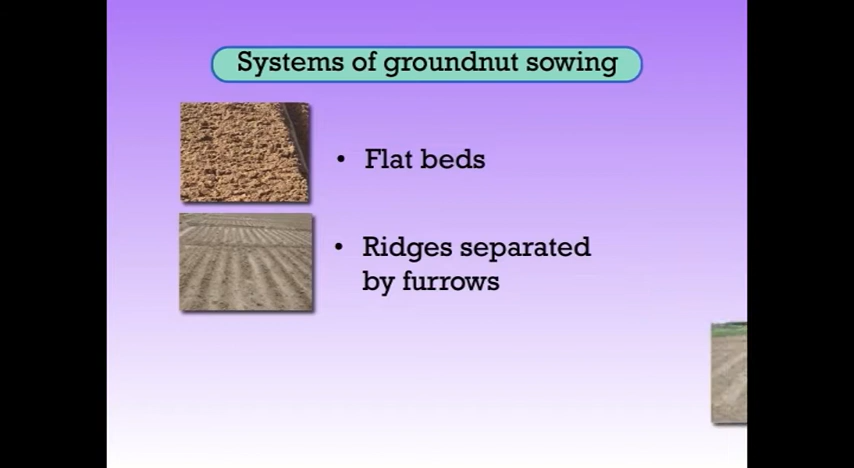 Systems of groundnut sowing
• Flat beds
• Ridges separated
by furrows